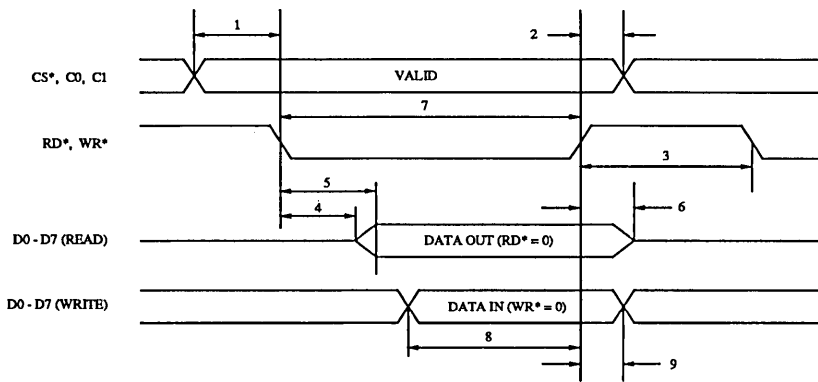 1
2
CS*, C0, C1
VALID
7
RD*, WR*
3
5
4
6
D0 - D7 (READ)
DATA OUT (RD* = 0)
D0 - D7 (WRITE)
DATA IN (WR* = 0)
8
9